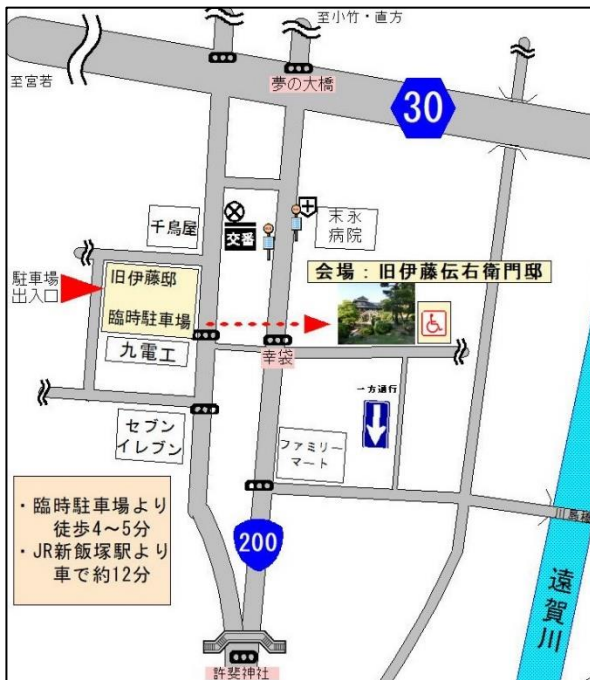 至小竹・直方
至宮若
夢の大橋
30
千鳥屋
交番
末永
病院
駐車場
出入口
旧伊藤邸
臨時駐車場
会場：旧伊藤伝右衛門邸
九電工
幸袋
一方通行
セブン
イレブン
ファミリー
マート
・臨時駐車場より
徒歩4～5分
・JR新飯塚駅より
車で約12分
200
川島橋
遠賀川
許斐神社